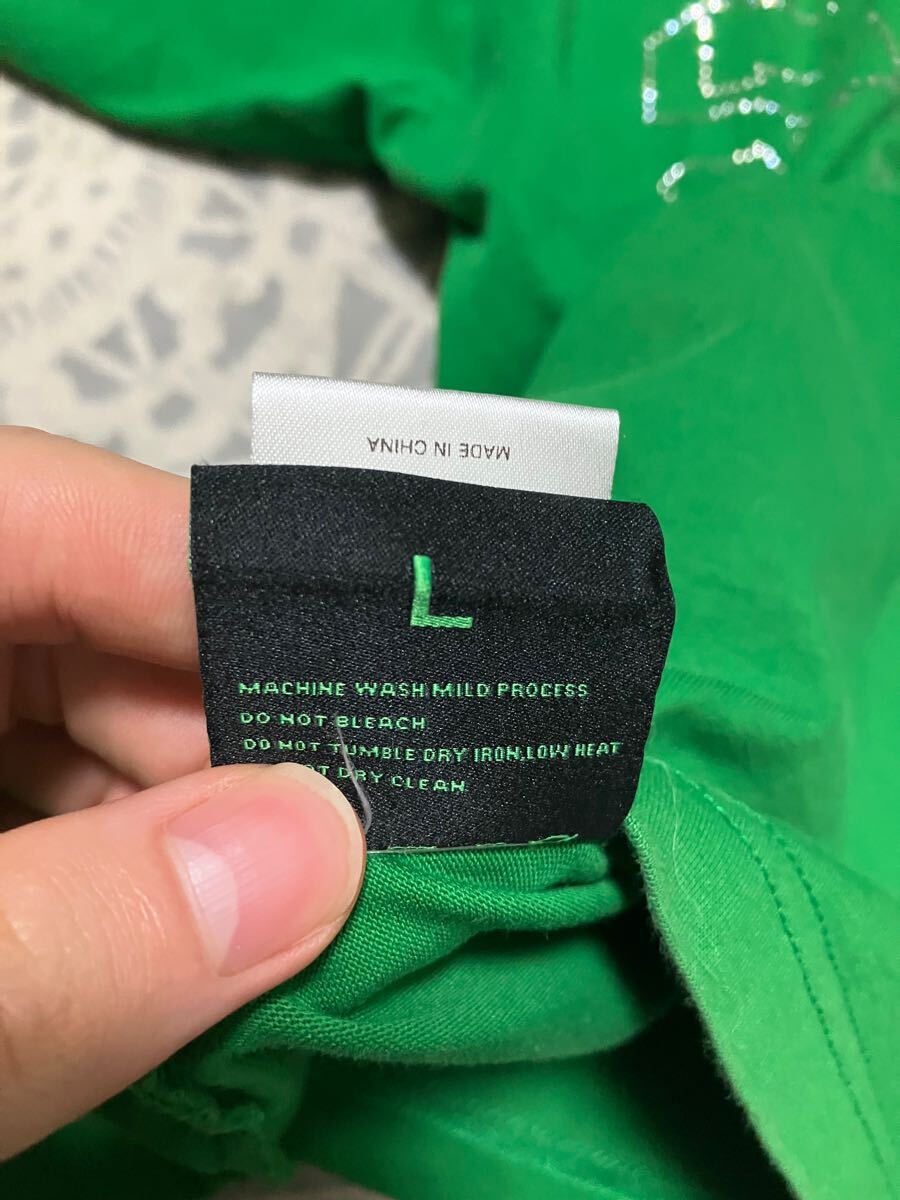 MADE IN CHINA
L
MACHINE WASH MILD PROCESS
DO NOT BLEACH
DO NOT TUMBLE DRY IRON.LOW HEAT
DRY CLEAN